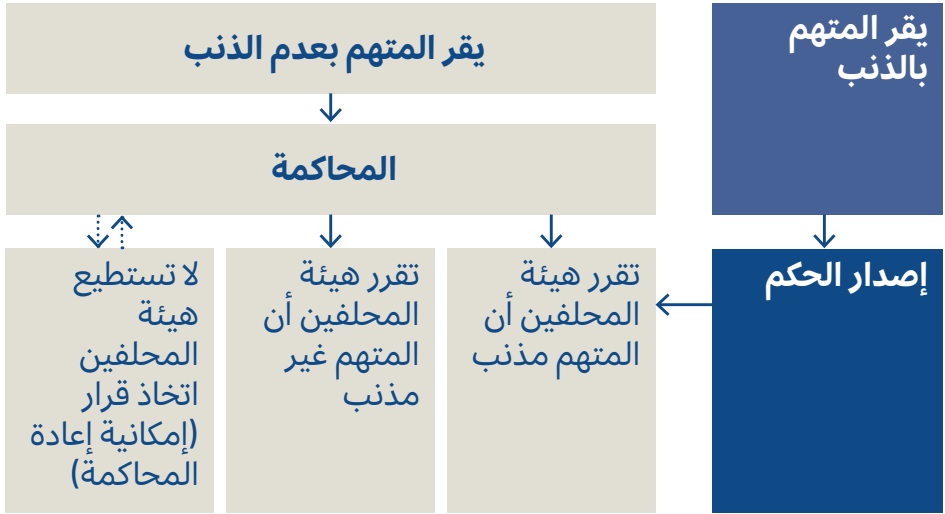 يقر المتهم
بالذنب
يقر المتهم بعدم الذنب
المحاكمة
إصدار الحكم
تقرر هيئة
المحلفين أن
المتهم مذنب
تقرر هيئة
المحلفين أن
المتهم غير
مذنب
لا تستطيع
هيئة
المحلفين
اتخاذ قرار
(إمكانية إعادة
المحاكمة)